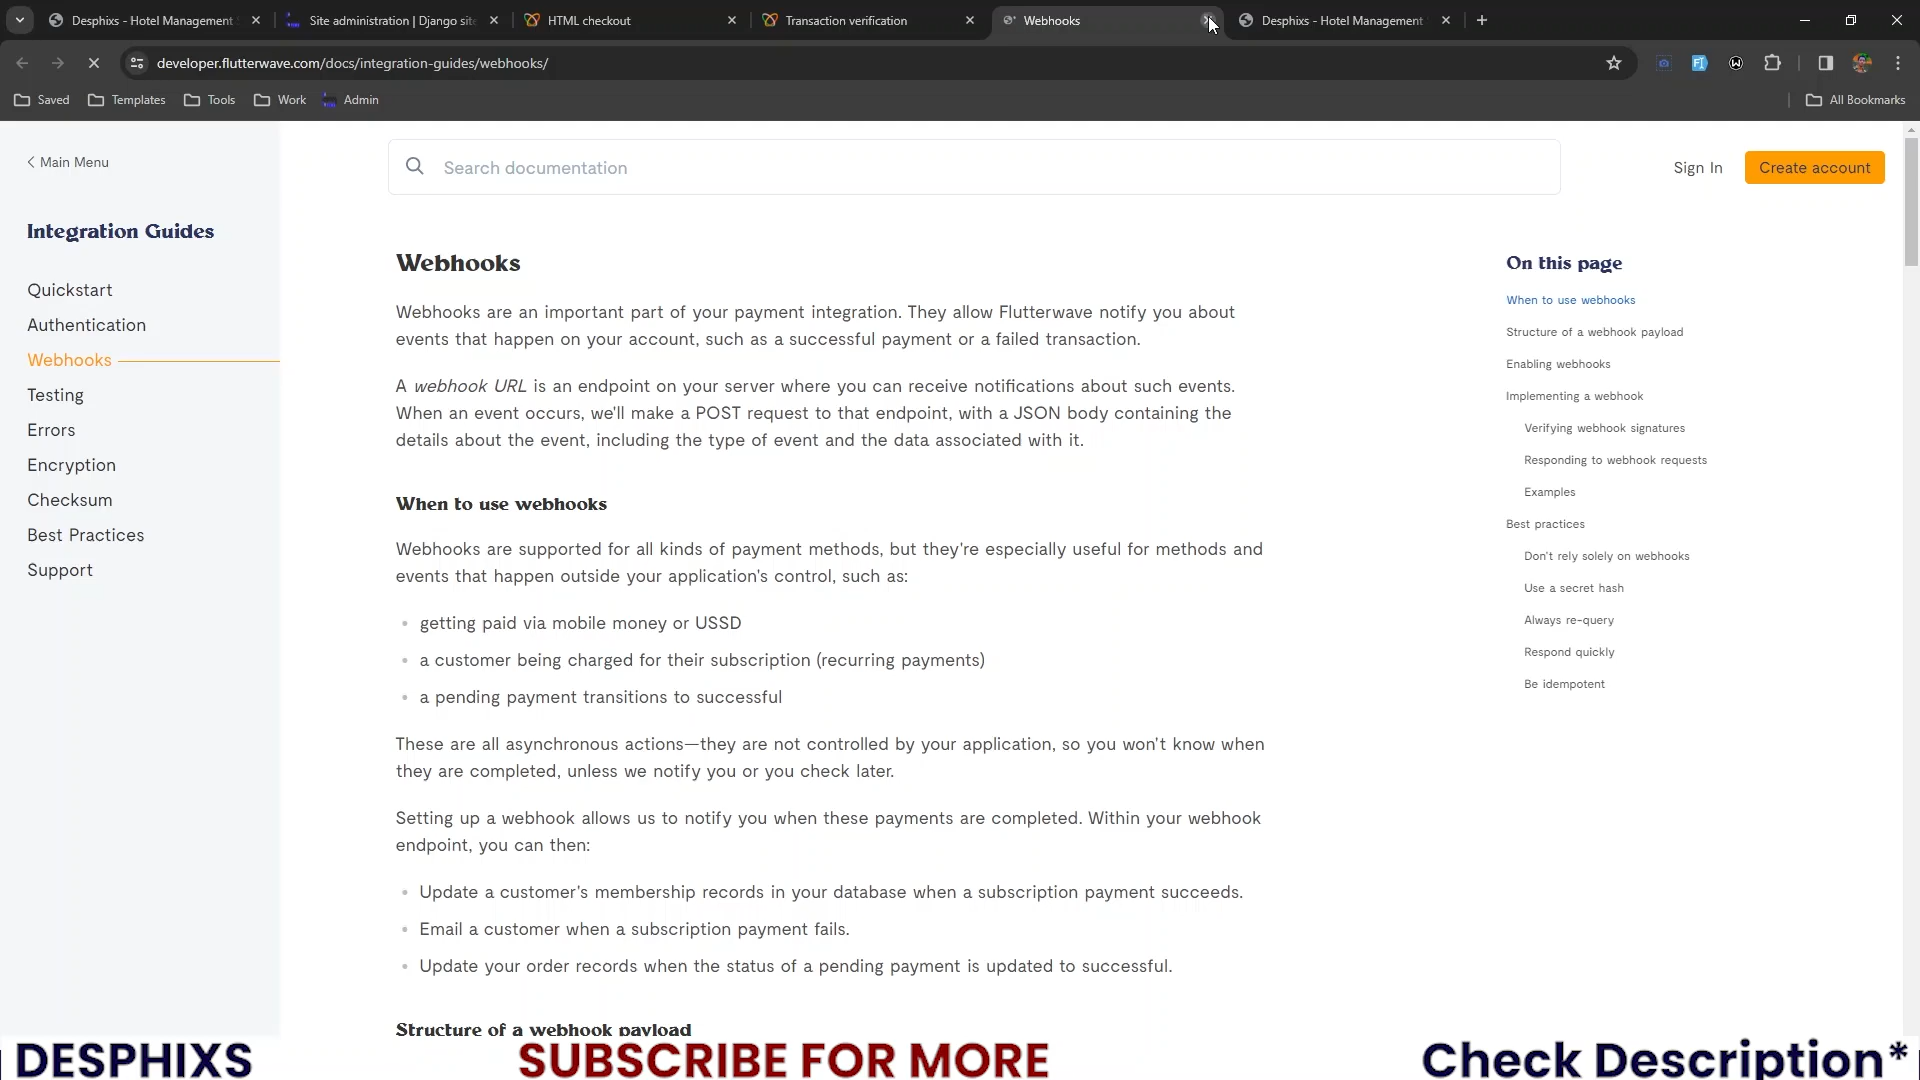 Desphixs - Hotel Management
Site administration | Django site
HTML checkout
Transaction verification
Webhooks
Desphixs - Hotel Management
developer.flutterwave.com/docs/integration-guides/webhooks/
Saved
Templates
Tools
Work
Admin
All Bookmarks
Main Menu
Search documentation
Sign In
Create account
Integration Guides
Quickstart
Authentication
Webhooks
Testing
Errors
Encryption
Checksum
Best Practices
Support
Webhooks
Webhooks are an important part of your payment integration. They allow Flutterwave notify you about
events that happen on your account, such as a successful payment or a failed transaction.
A webhook URL is an endpoint on your server where you can receive notifications about such events.
When an event occurs, we'll make a POST request to that endpoint, with a JSON body containing the
details about the event, including the type of event and the data associated with it.
When to use webhooks
Webhooks are supported for all kinds of payment methods, but they're especially useful for methods and
events that happen outside your application's control, such as:
getting paid via mobile money or USSD
a customer being charged for their subscription (recurring payments)
a pending payment transitions to successful
These are all asynchronous actions—they are not controlled by your application, so you won't know when
they are completed, unless we notify you or you check later.
Setting up a webhook allows us to notify you when these payments are completed. Within your webhook
endpoint, you can then:
Update a customer's membership records in your database when a subscription payment succeeds.
Email a customer when a subscription payment fails.
Update your order records when the status of a pending payment is updated to successful.
Structure of a webhook payload
On this page
When to use webhooks
Structure of a webhook payload
Enabling webhooks
Implementing a webhook
Verifying webhook signatures
Responding to webhook requests
Examples
Best practices
Don't rely solely on webhooks
Use a secret hash
Always re-query
Respond quickly
Be idempotent
DESPHIXS
SUBSCRIBE FOR MORE
Check Description*